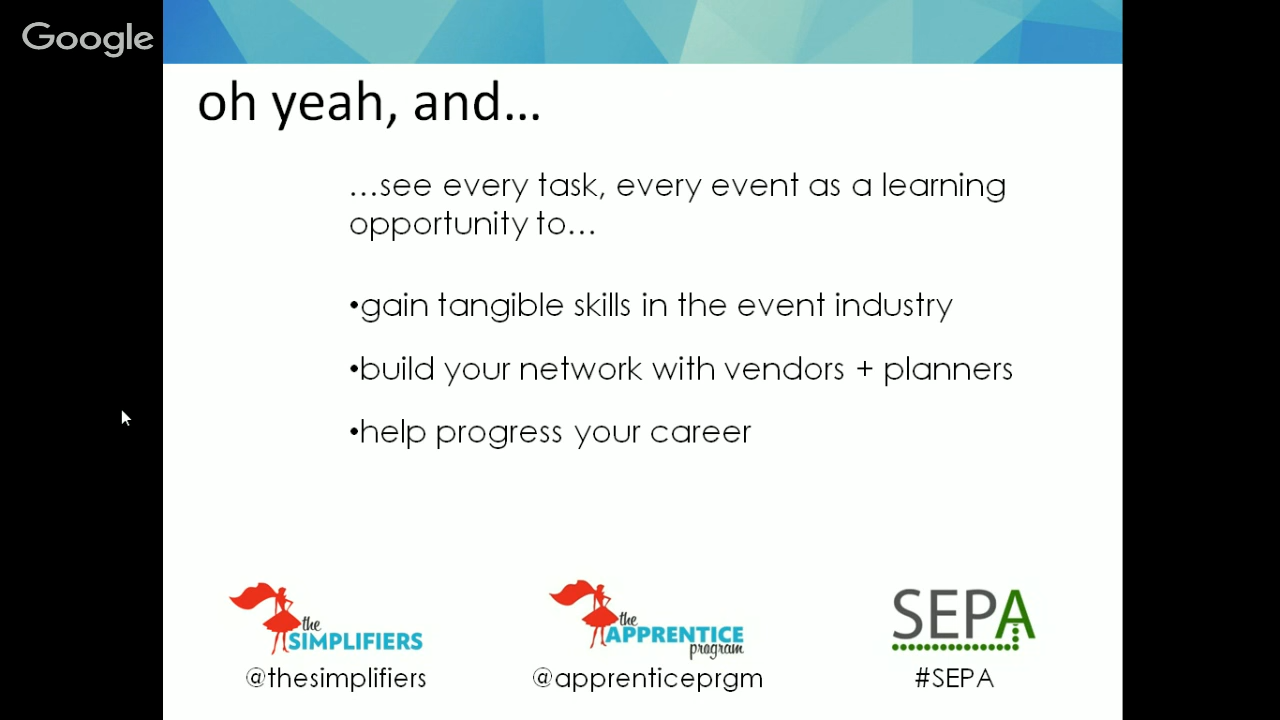 Google
oh yeah, and...
...see every task, every event as a learning
opportunity to...
•gain tangible skills in the event industry
•build your network with vendors + planners
•help progress your career
the
SIMPLIFIERS
@thesimplifiers
the
APPRENTICE
program
@apprenticeprgm
SEPA
#SEPA